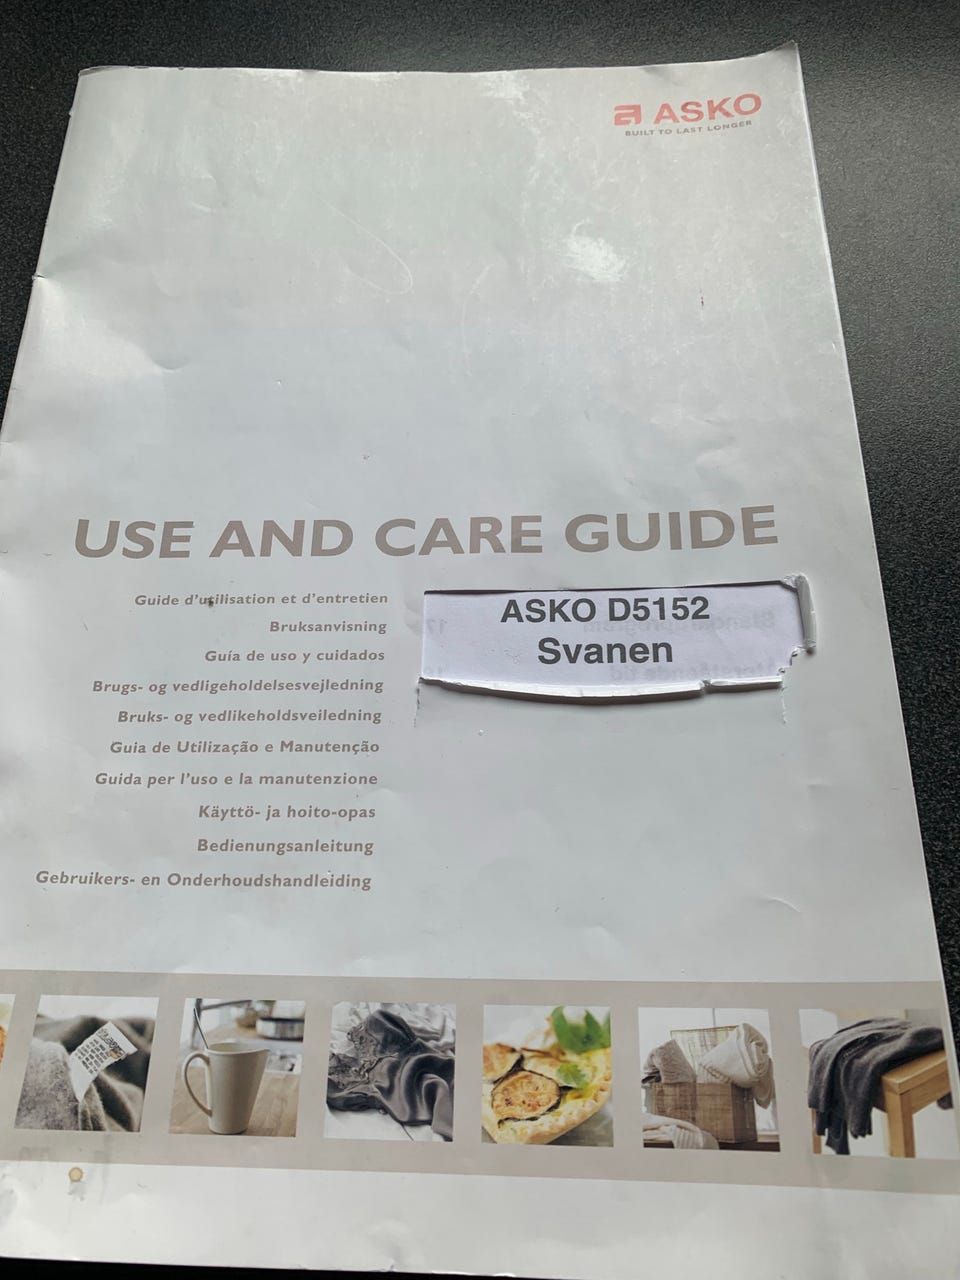 ASKO
BUILT TO LAST LONGER
USE AND CARE GUIDE
Guide d'utilisation et d'entretien
Bruksanvisning
Guía de uso y cuidados
Brugs- og vedligeholdelsesvejledning
Bruks- og vedlikeholdsveiledning
Guia de Utilização e Manutenção
Guida per l'uso e la manutenzione
Käyttö- ja hoito-opas
Bedienungsanleitung
Gebruikers- en Onderhoudshandleiding
ASKO D5152
Svanen